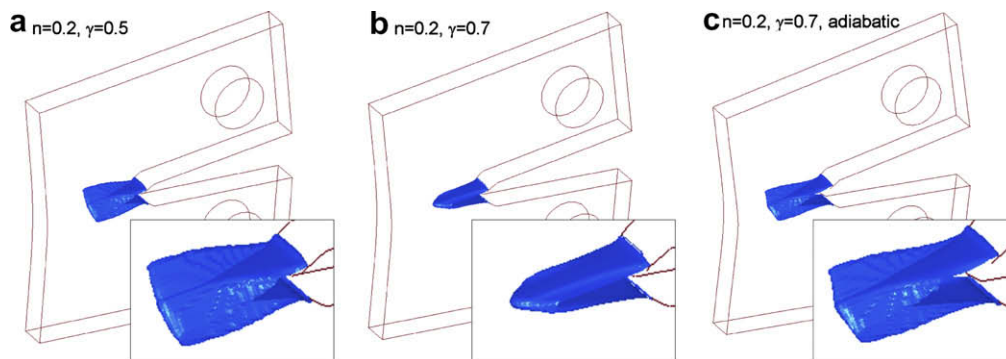 a n=0.2, γ=0.5
b n=0.2, γ=0.7
c n=0.2, γ=0.7, adiabatic